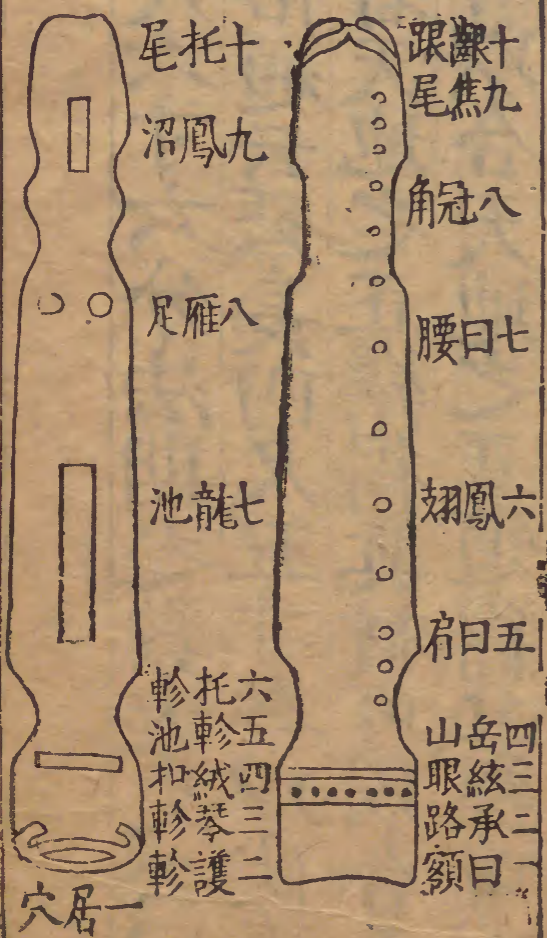 十齦跟
九焦尾
八冠角
七曰腰
六鳳翅
五曰肩
四岳山
三絃眼
二承路
一曰額
十托尾
九鳳沼
八雁足
七龍池
六托軫
五軫池
四絨扣
三琴軫
二護軫
一居穴